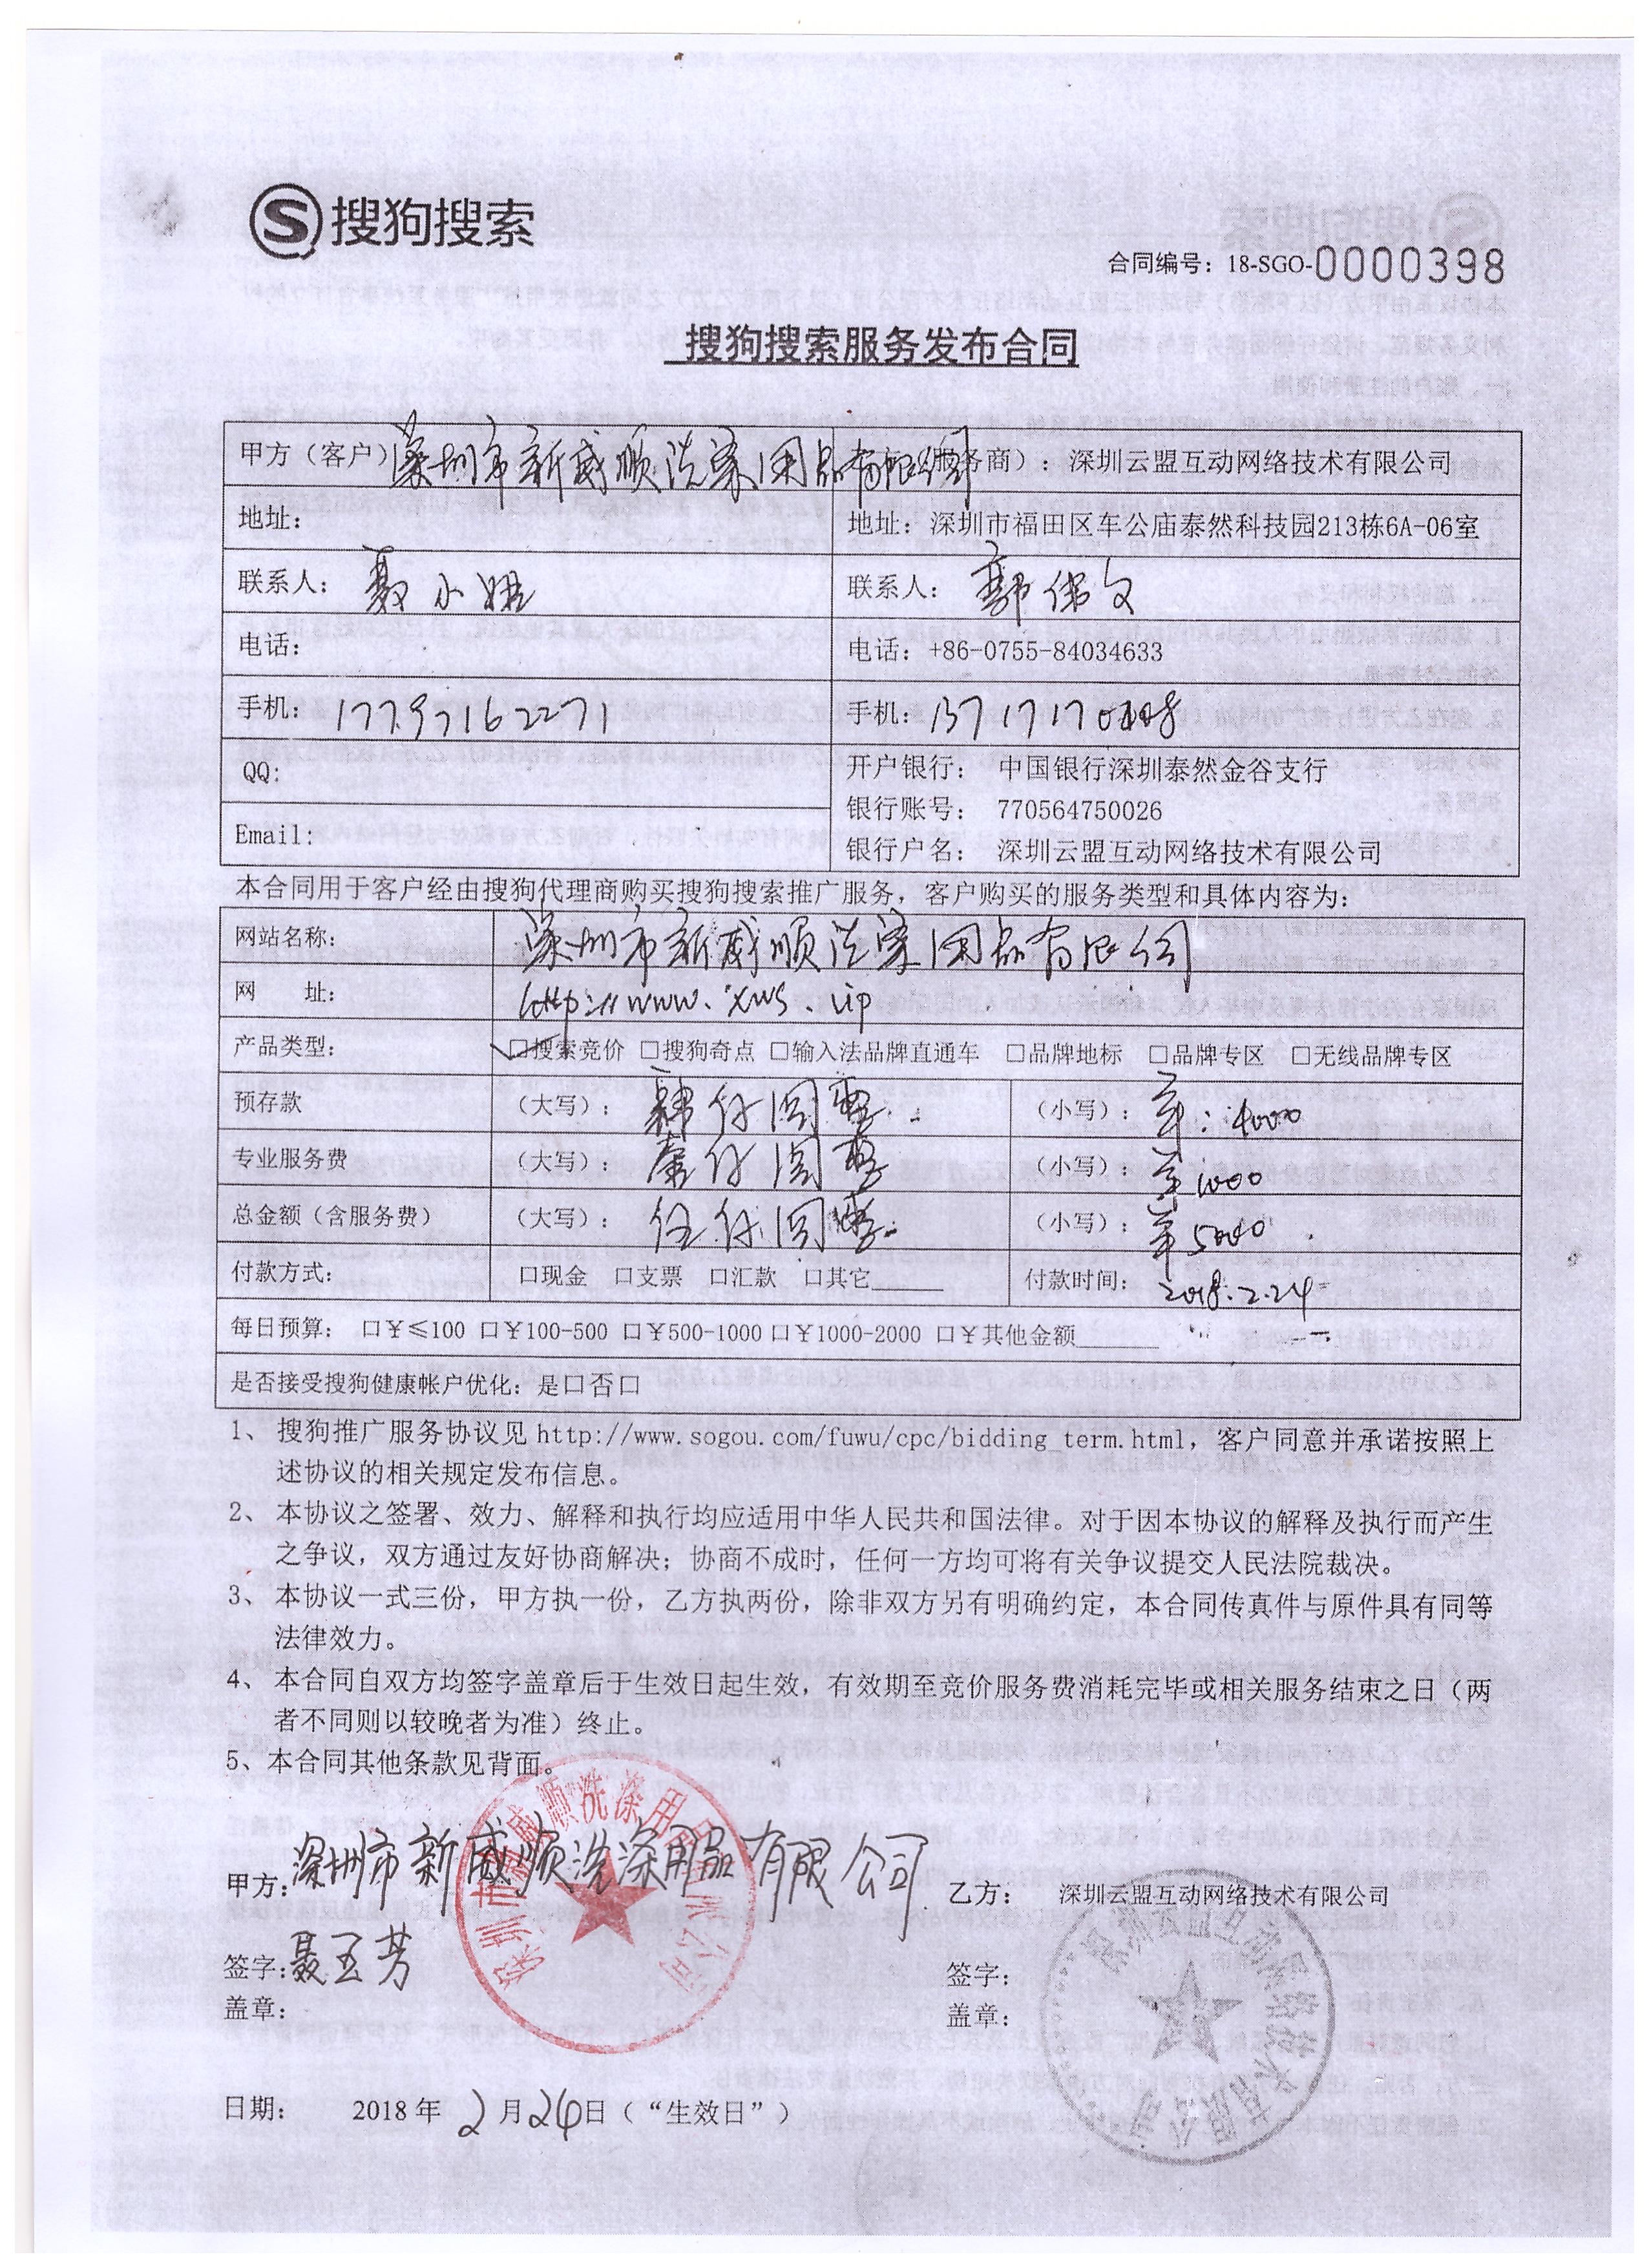 搜狗搜索
合同编号：18-SGO-0000398
搜狗搜索服务发布合同
甲方（客户） 深圳市新威顺洗涤用品有限公司 务商）：深圳云盟互动网络技术有限公司
地址： 地址：深圳市福田区车公庙泰然科技园213栋6A-06室
联系人：聂小姐 联系人：郭伟文
电话： 电话：+86-0755-84034633
手机：17797162271 手机：
QQ: 开户银行： 中国银行深圳泰然金谷支行
银行账号： 770564750026
Email: 银行户名： 深圳云盟互动网络技术有限公司
本合同用于客户经由搜狗代理商购买搜狗搜索推广服务，客户购买的服务类型和具体内容为：
网站名称： 深圳市新威顺洗涤用品有限公司
网 址： http://www.xws.vip
产品类型： ☑搜索竞价 □搜狗奇点 □输入法品牌直通车 □品牌地标 □品牌专区 □无线品牌专区
预存款 （大写）：肆仟圆整 （小写）：¥：4000
专业服务费 （大写）：壹仟圆整 （小写）：¥1000
总金额（含服务费） （大写）：伍仟圆整 （小写）：¥5000
付款方式： □现金 □支票 □汇款 □其它_____ 付款时间：2018.2.24
每日预算： □￥≤100 □￥100-500 □￥500-1000 □￥1000-2000 □￥其他金额______
是否接受搜狗健康帐户优化：是□否□
1、搜狗推广服务协议见 http://www.sogou.com/fuwu/cpc/bidding_term.html，客户同意并承诺按照上
述协议的相关规定发布信息。
2、本协议之签署、效力、解释和执行均应适用中华人民共和国法律。对于因本协议的解释及执行而产生
之争议，双方通过友好协商解决；协商不成时，任何一方均可将有关争议提交人民法院裁决。
3、本协议一式三份，甲方执一份，乙方执两份，除非双方另有明确约定，本合同传真件与原件具有同等
法律效力。
4、本合同自双方均签字盖章后于生效日起生效，有效期至竞价服务费消耗完毕或相关服务结束之日（两
者不同则以较晚者为准）终止。
5、本合同其他条款见背面。
深圳市新威顺洗涤用品有限公司
甲方：深圳市新威顺洗涤用品有限公司 乙方： 深圳云盟互动网络技术有限公司
签字：聂玉芳 签字：
盖章： 盖章：
深圳云盟互动网络技术有限公司
日期： 2018 年 2 月 24 日（“生效日”）